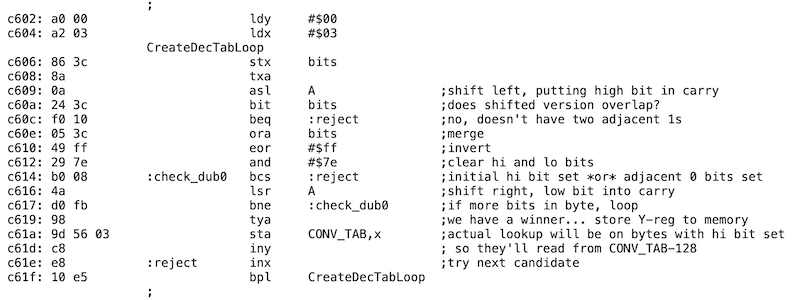 ;
c602: a0 00 ldy #$00
c604: a2 03 ldx #$03
CreateDecTabLoop
c606: 86 3c stx bits
c608: 8a txa
c609: 0a asl A ;shift left, putting high bit in carry
c60a: 24 3c bit bits ;does shifted version overlap?
c60c: f0 10 beq :reject ;no, doesn't have two adjacent 1s
c60e: 05 3c ora bits ;merge
c610: 49 ff eor #$ff ;invert
c612: 29 7e and #$7e ;clear hi and lo bits
c614: b0 08 :check_dub0 bcs :reject ;initial hi bit set *or* adjacent 0 bits set
c616: 4a lsr A ;shift right, low bit into carry
c617: d0 fb bne :check_dub0 ;if more bits in byte, loop
c619: 98 tya ;we have a winner... store Y-reg to memory
c61a: 9d 56 03 sta CONV_TAB,x ;actual lookup will be on bytes with hi bit set
c61d: c8 iny ; so they'll read from CONV_TAB-128
c61e: e8 :reject inx ;try next candidate
c61f: 10 e5 bpl CreateDecTabLoop
;